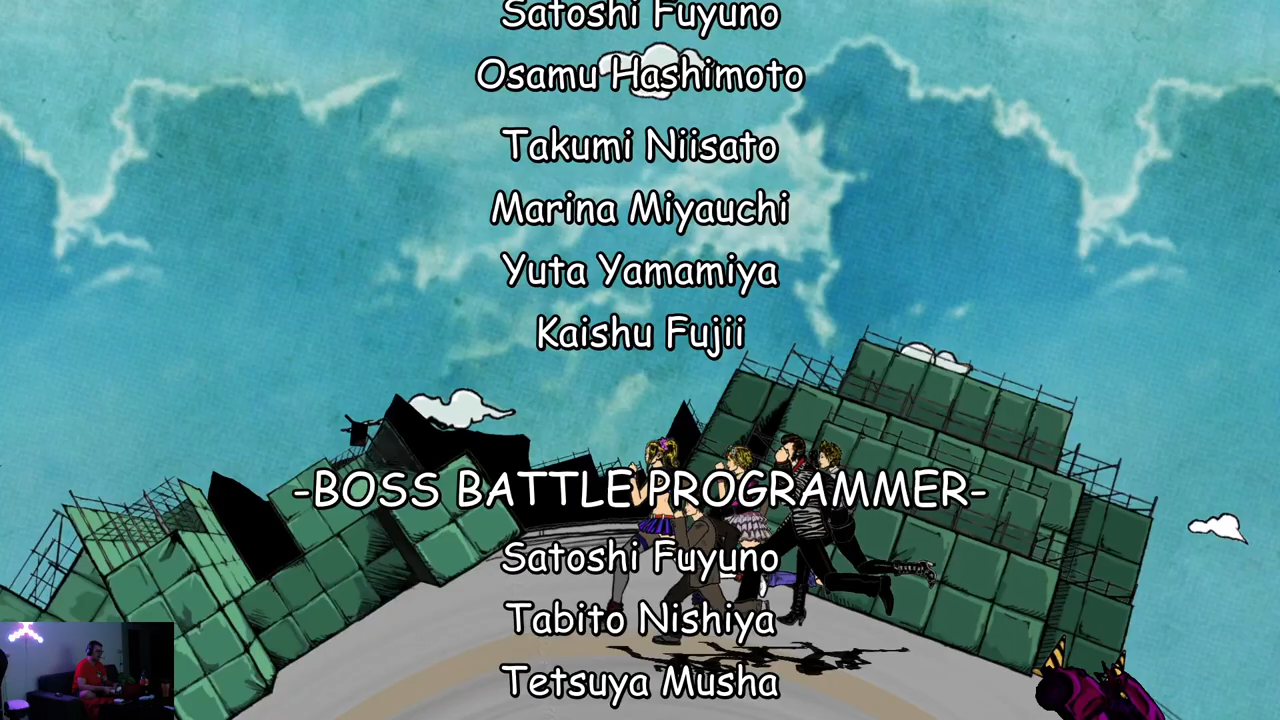 Satoshi Fuyuno
Osamu Hashimoto
Takumi Niisato
Marina Miyauchi
Yuta Yamamiya
Kaishu Fujii
-BOSS BATTLE PROGRAMMER-
Satoshi Fuyuno
Tabito Nishiya
Tetsuya Musha